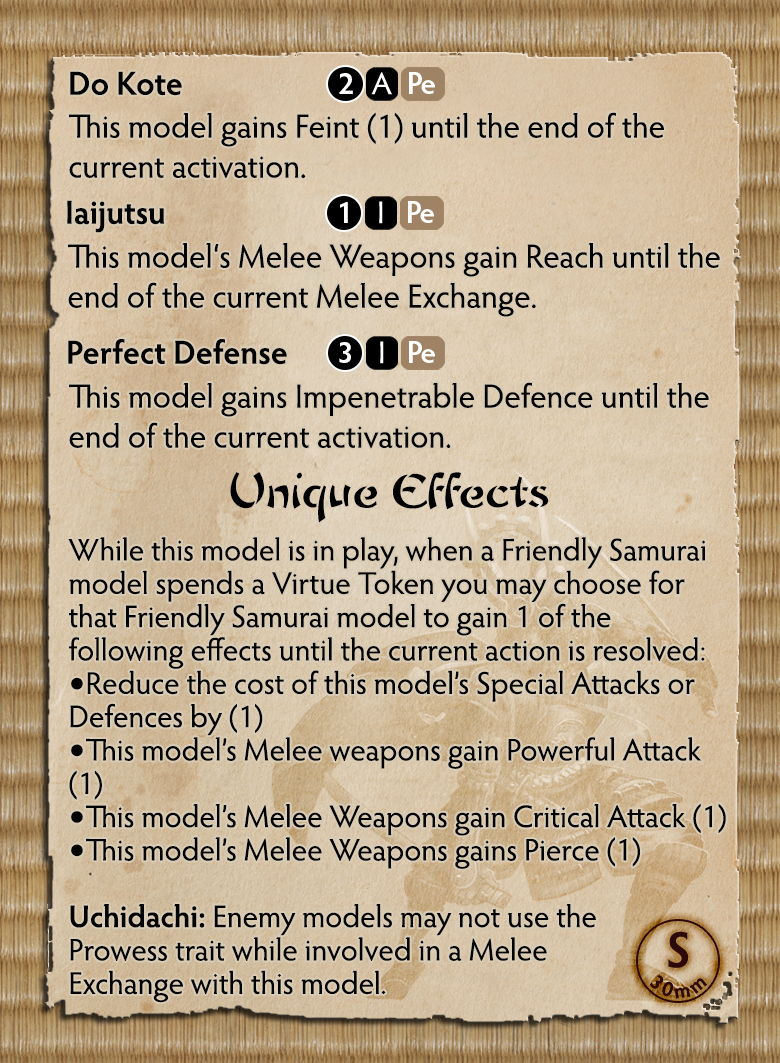 Do Kote 2 A Pe
This model gains Feint (1) until the end of the
current activation.
Iaijutsu 1 I Pe
This model's Melee Weapons gain Reach until the
end of the current Melee Exchange.
Perfect Defense 3 I Pe
This model gains Impenetrable Defence until the
end of the current activation.
Unique Effects
While this model is in play, when a Friendly Samurai
model spends a Virtue Token you may choose for
that Friendly Samurai model to gain 1 of the
following effects until the current action is resolved:
•Reduce the cost of this model's Special Attacks or
Defences by (1)
•This model's Melee weapons gain Powerful Attack
(1)
•This model's Melee Weapons gain Critical Attack (1)
•This model's Melee Weapons gains Pierce (1)
Uchidachi: Enemy models may not use the
Prowess trait while involved in a Melee
Exchange with this model.
S
30mm